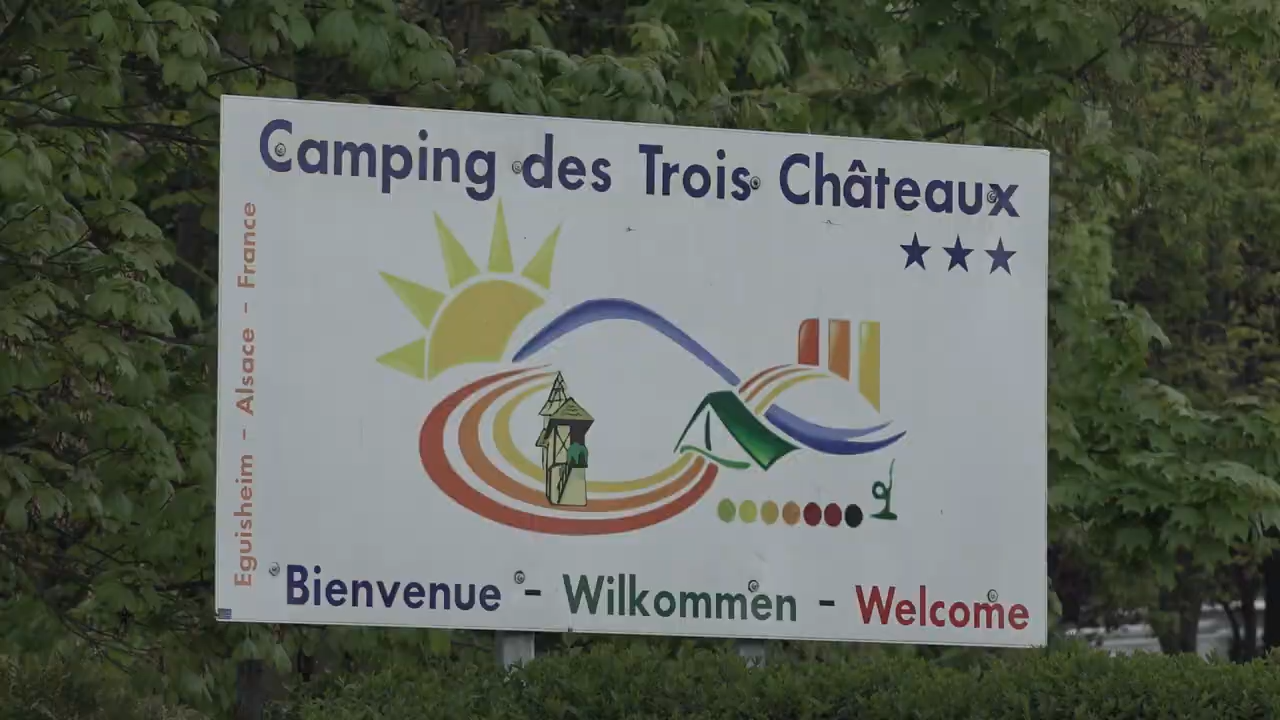 Camping des Trois Châteaux
Eguisheim - Alsace - France
Bienvenue - Wilkommen - Welcome